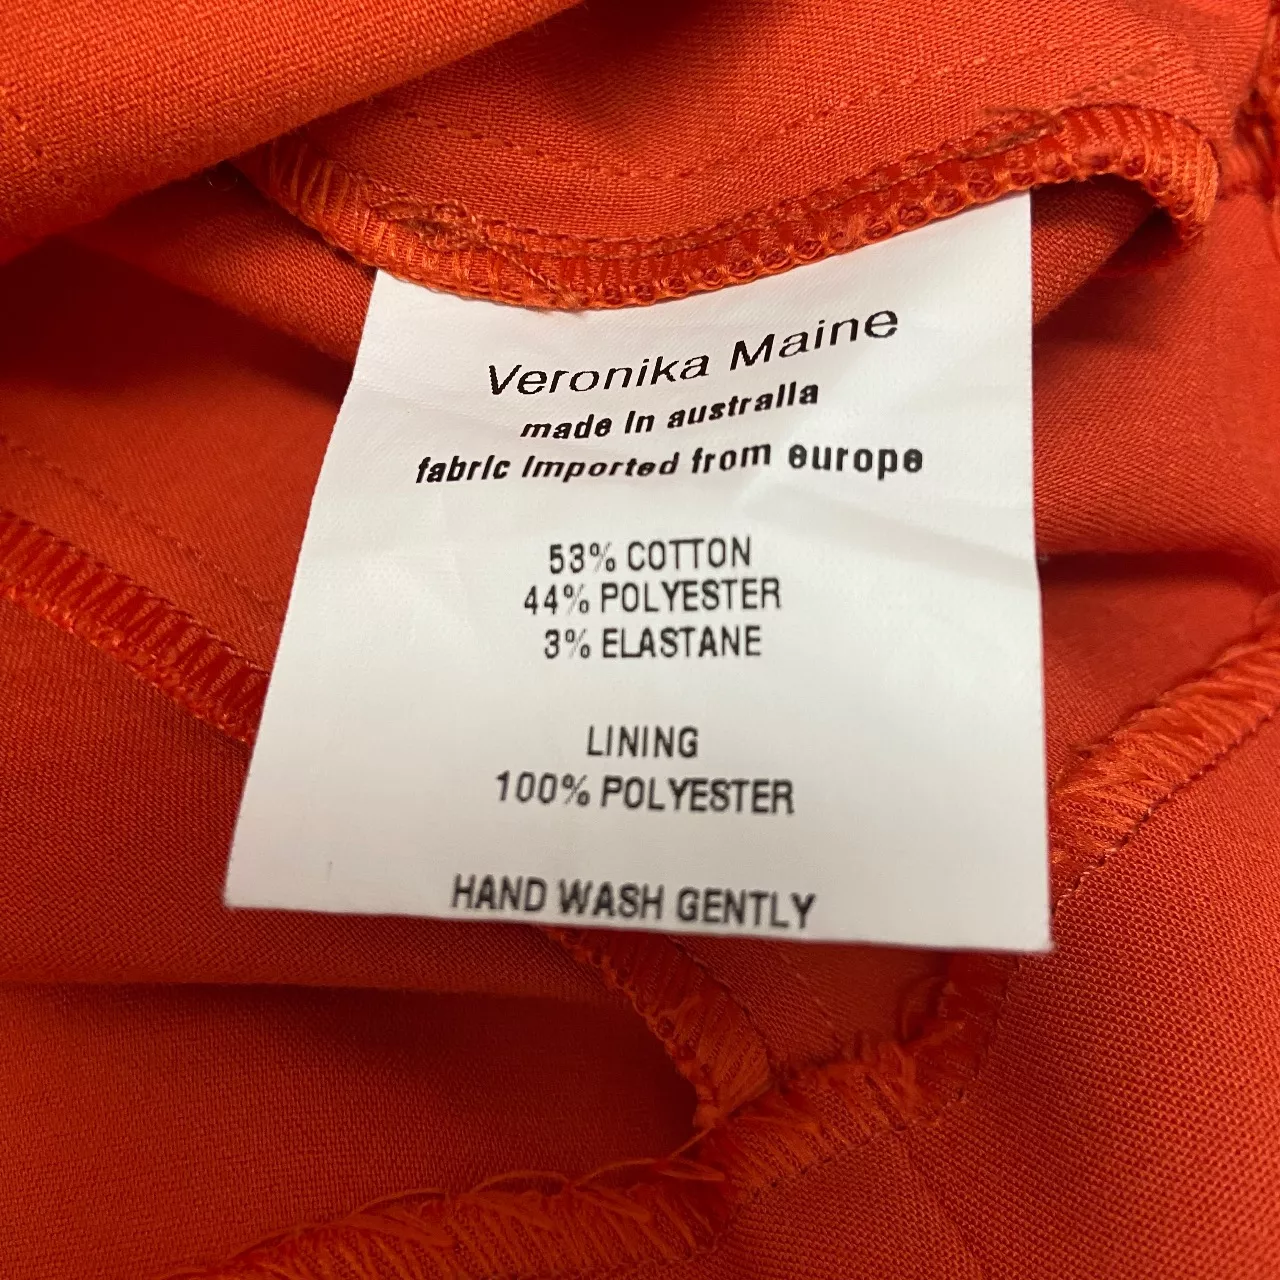 Veronika Maine
made in australia
fabric imported from europe
53% COTTON
44% POLYESTER
3% ELASTANE
LINING
100% POLYESTER
HAND WASH GENTLY